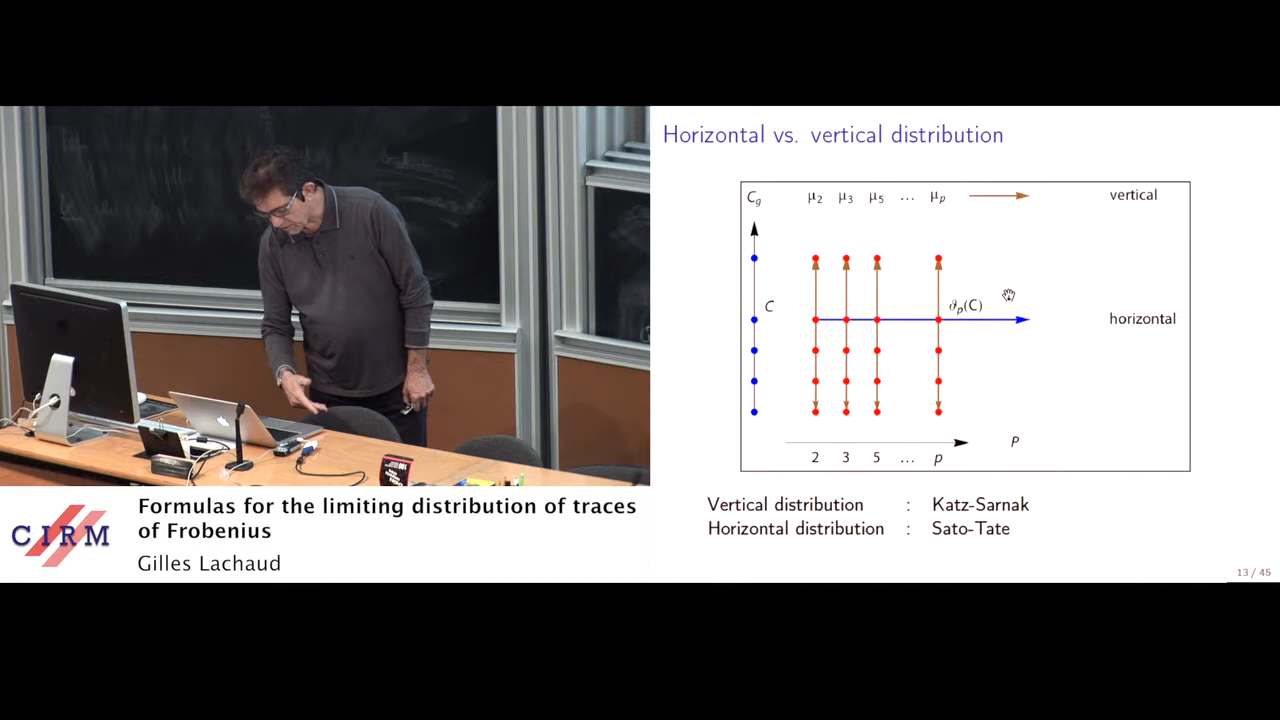 Horizontal vs. vertical distribution
C_g μ_2 μ_3 μ_5 … μ_p vertical
C ϑ_p(C)
horizontal
P
2 3 5 … p
Vertical distribution : Katz-Sarnak
Horizontal distribution : Sato-Tate
13 / 45
CIRM
Formulas for the limiting distribution of traces
of Frobenius
Gilles Lachaud